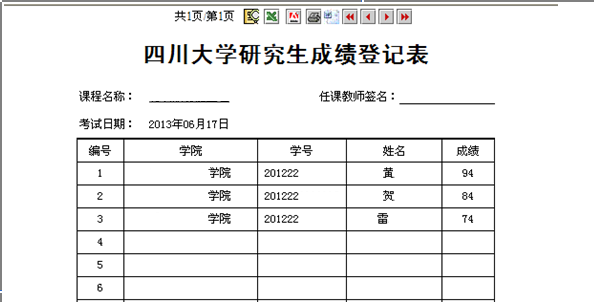 共1页/第1页
四川大学研究生成绩登记表
课程名称： 任课教师签名：
考试日期： 2013年06月17日
编号 学院 学号 姓名 成绩
1 学院 201222 黄 94
2 学院 201222 贺 84
3 学院 201222 雷 74
4
5
6